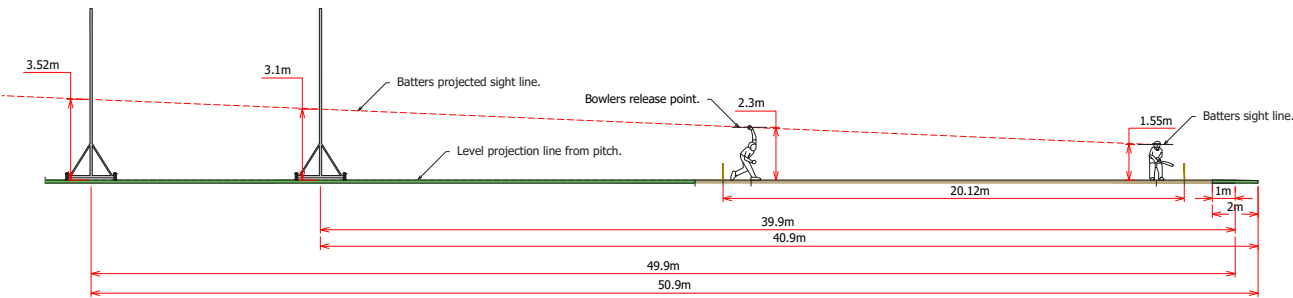 3.52m
3.1m
Batters projected sight line.
Bowlers release point.
2.3m
1.55m
Batters sight line.
Level projection line from pitch.
20.12m
1m
2m
39.9m
40.9m
49.9m
50.9m